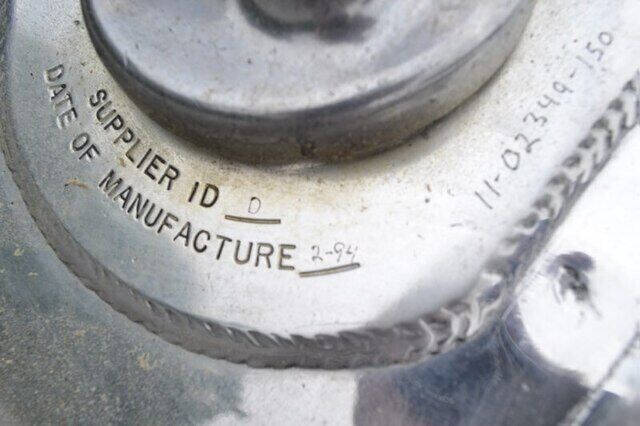 SUPPLIER ID D
DATE OF MANUFACTURE 2-94
11-02349-150